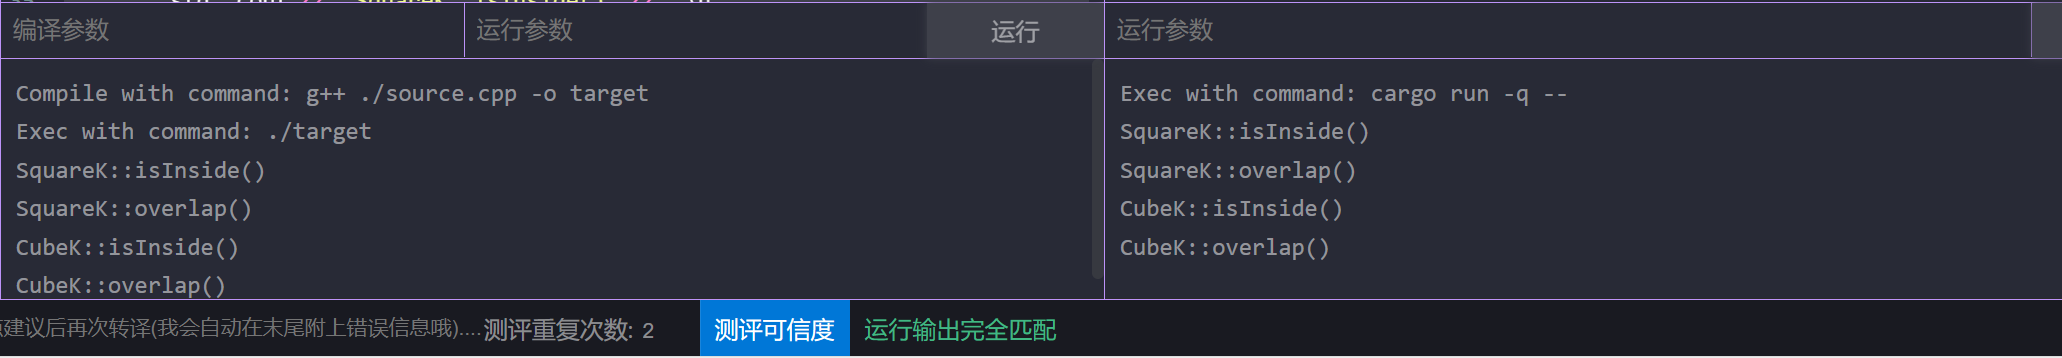 编译参数
运行参数
运行
运行参数
Compile with command: g++ ./source.cpp -o target
Exec with command: ./target
SquareK::isInside()
SquareK::overlap()
CubeK::isInside()
CubeK::overlap()
Exec with command: cargo run -q --
SquareK::isInside()
SquareK::overlap()
CubeK::isInside()
CubeK::overlap()
建议后再次转译(我会自动在末尾附上错误信息哦)....
测评重复次数: 2
测评可信度
运行输出完全匹配